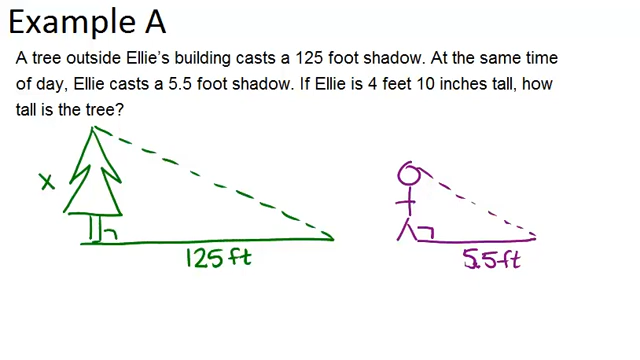 Example A
A tree outside Ellie's building casts a 125 foot shadow. At the same time
of day, Ellie casts a 5.5 foot shadow. If Ellie is 4 feet 10 inches tall, how
tall is the tree?
x
125 ft
5.5 ft